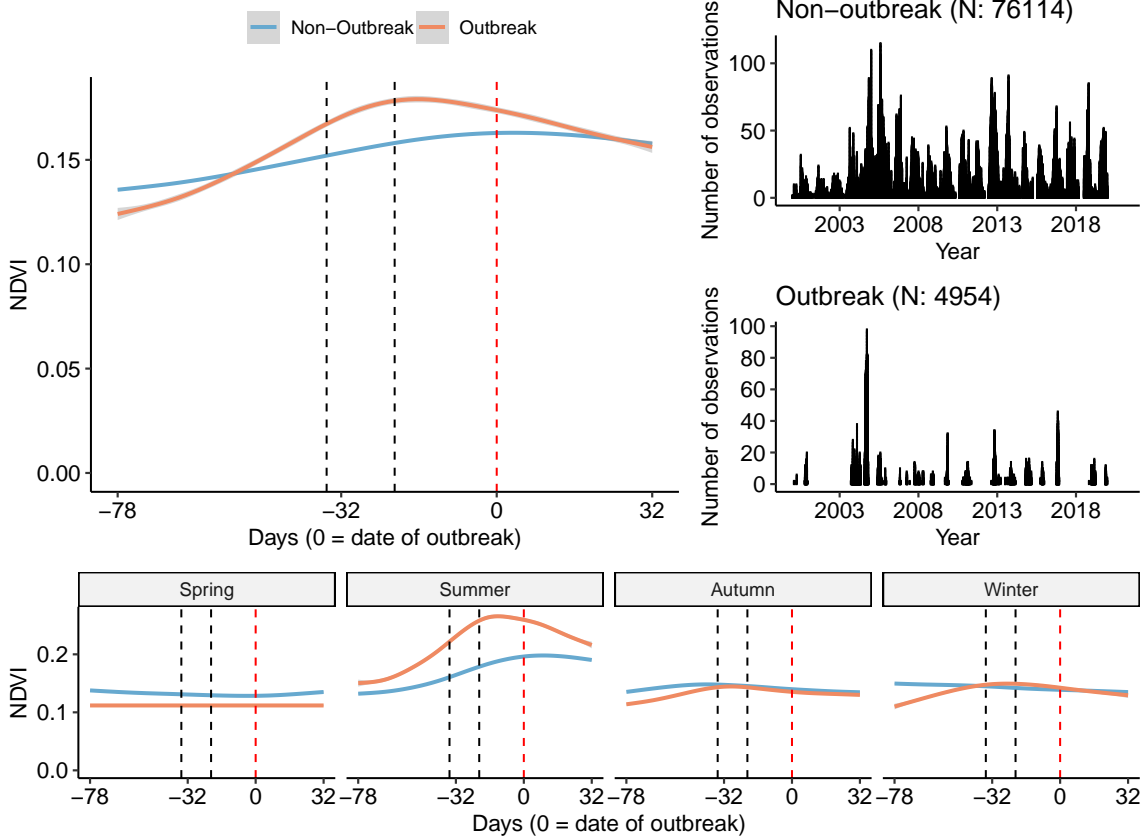 Non−Outbreak Outbreak
NDVI
0.15
0.10
0.05
0.00
−78 −32 0 32
Days (0 = date of outbreak)
Non−outbreak (N: 76114)
Number of observations
100
50
0
2003 2008 2013 2018
Year
Outbreak (N: 4954)
Number of observations
100
80
60
40
20
0
2003 2008 2013 2018
Year
Spring Summer Autumn Winter
NDVI
0.2
0.1
0.0
−78 −32 0 32 −78 −32 0 32 −78 −32 0 32 −78 −32 0 32
Days (0 = date of outbreak)